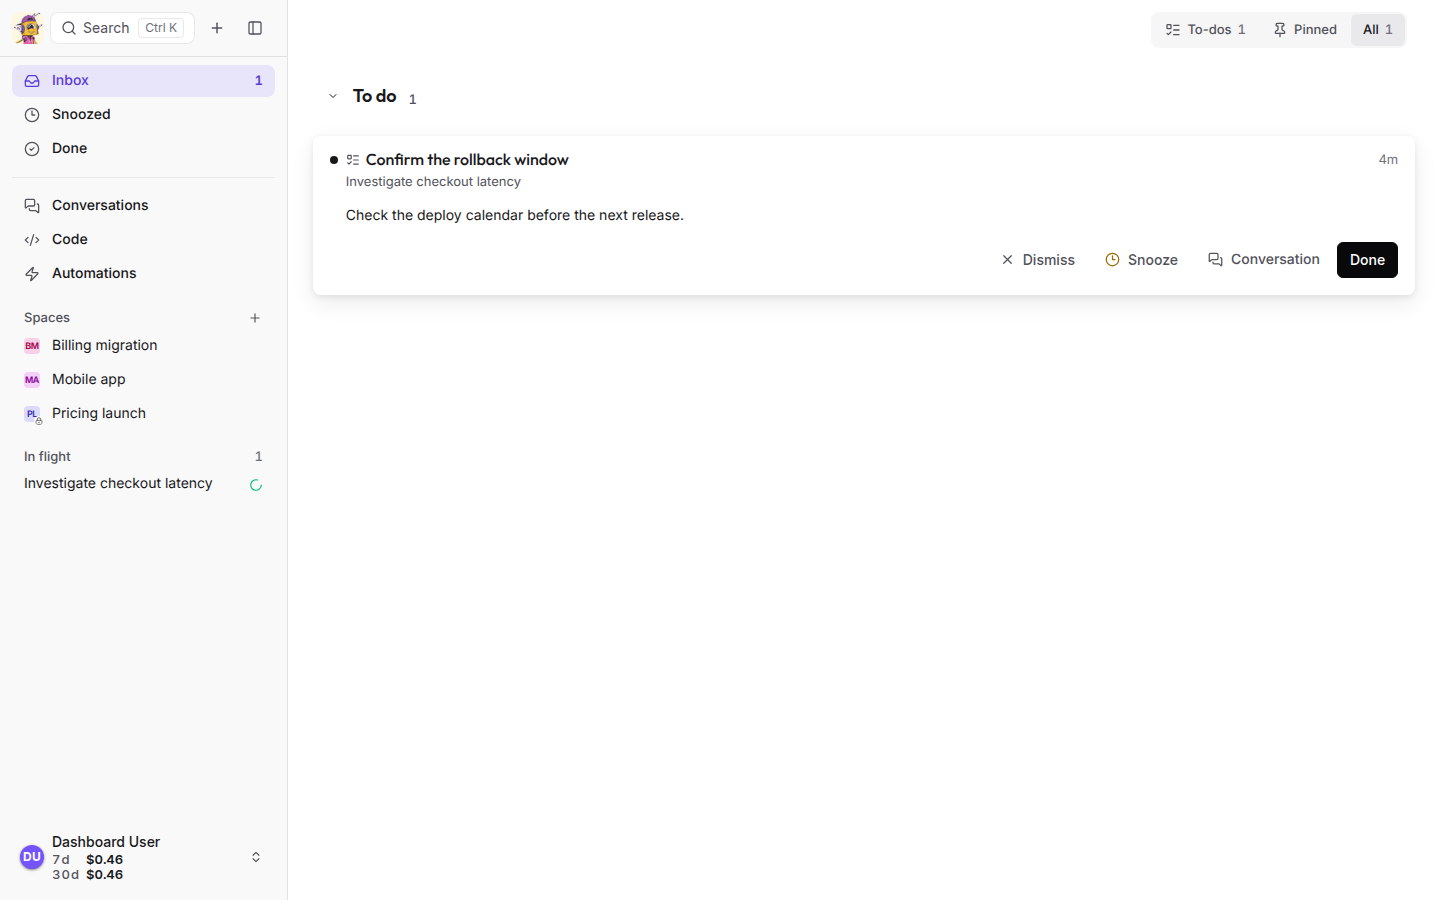 Search Ctrl K
To-dos 1 Pinned All 1
Inbox 1
Snoozed
Done
Conversations
Code
Automations
Spaces
BM Billing migration
MA Mobile app
PL Pricing launch
In flight 1
Investigate checkout latency
Dashboard User
DU
7d $0.46
30d $0.46
To do 1
Confirm the rollback window 4m
Investigate checkout latency
Check the deploy calendar before the next release.
Dismiss Snooze Conversation Done